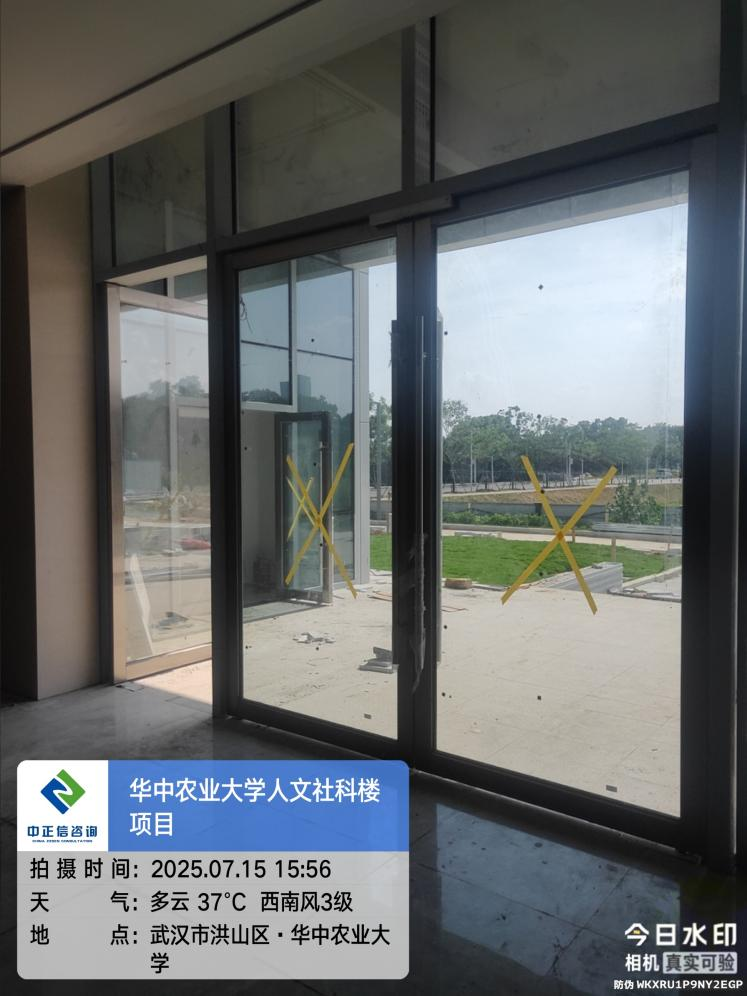 华中农业大学人文社科楼
项目
中正信咨询
CHINA ZOSEN CONSULTATION
拍摄时间: 2025.07.15 15:56
天气: 多云 37°C 西南风3级
地点: 武汉市洪山区·华中农业大
学
今日水印
相机 真实可验
防伪 WKXRU1P9NY2EGP